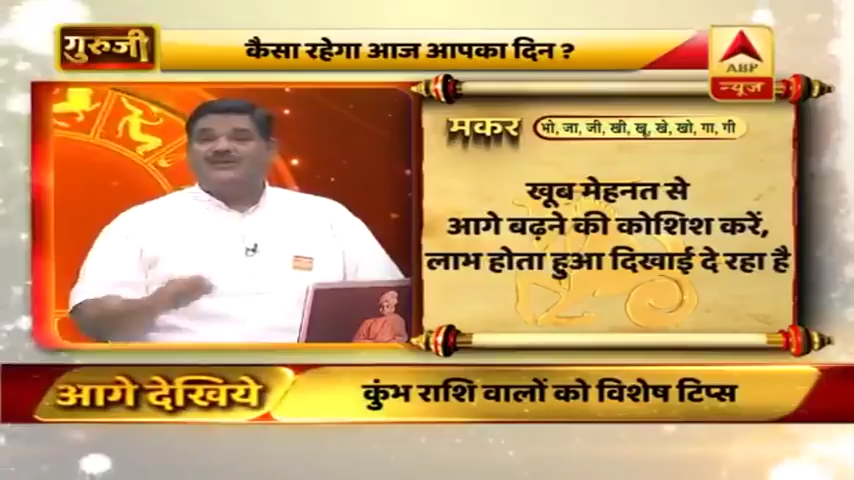 गुरुजी
कैसा रहेगा आज आपका दिन ?
ABP
न्यूज़
मकर
भो, जा, जी, खी, खू, खे, खो, गा, गी
खूब मेहनत से
आगे बढ़ने की कोशिश करें,
लाभ होता हुआ दिखाई दे रहा है
आगे देखिये
कुंभ राशि वालों को विशेष टिप्स